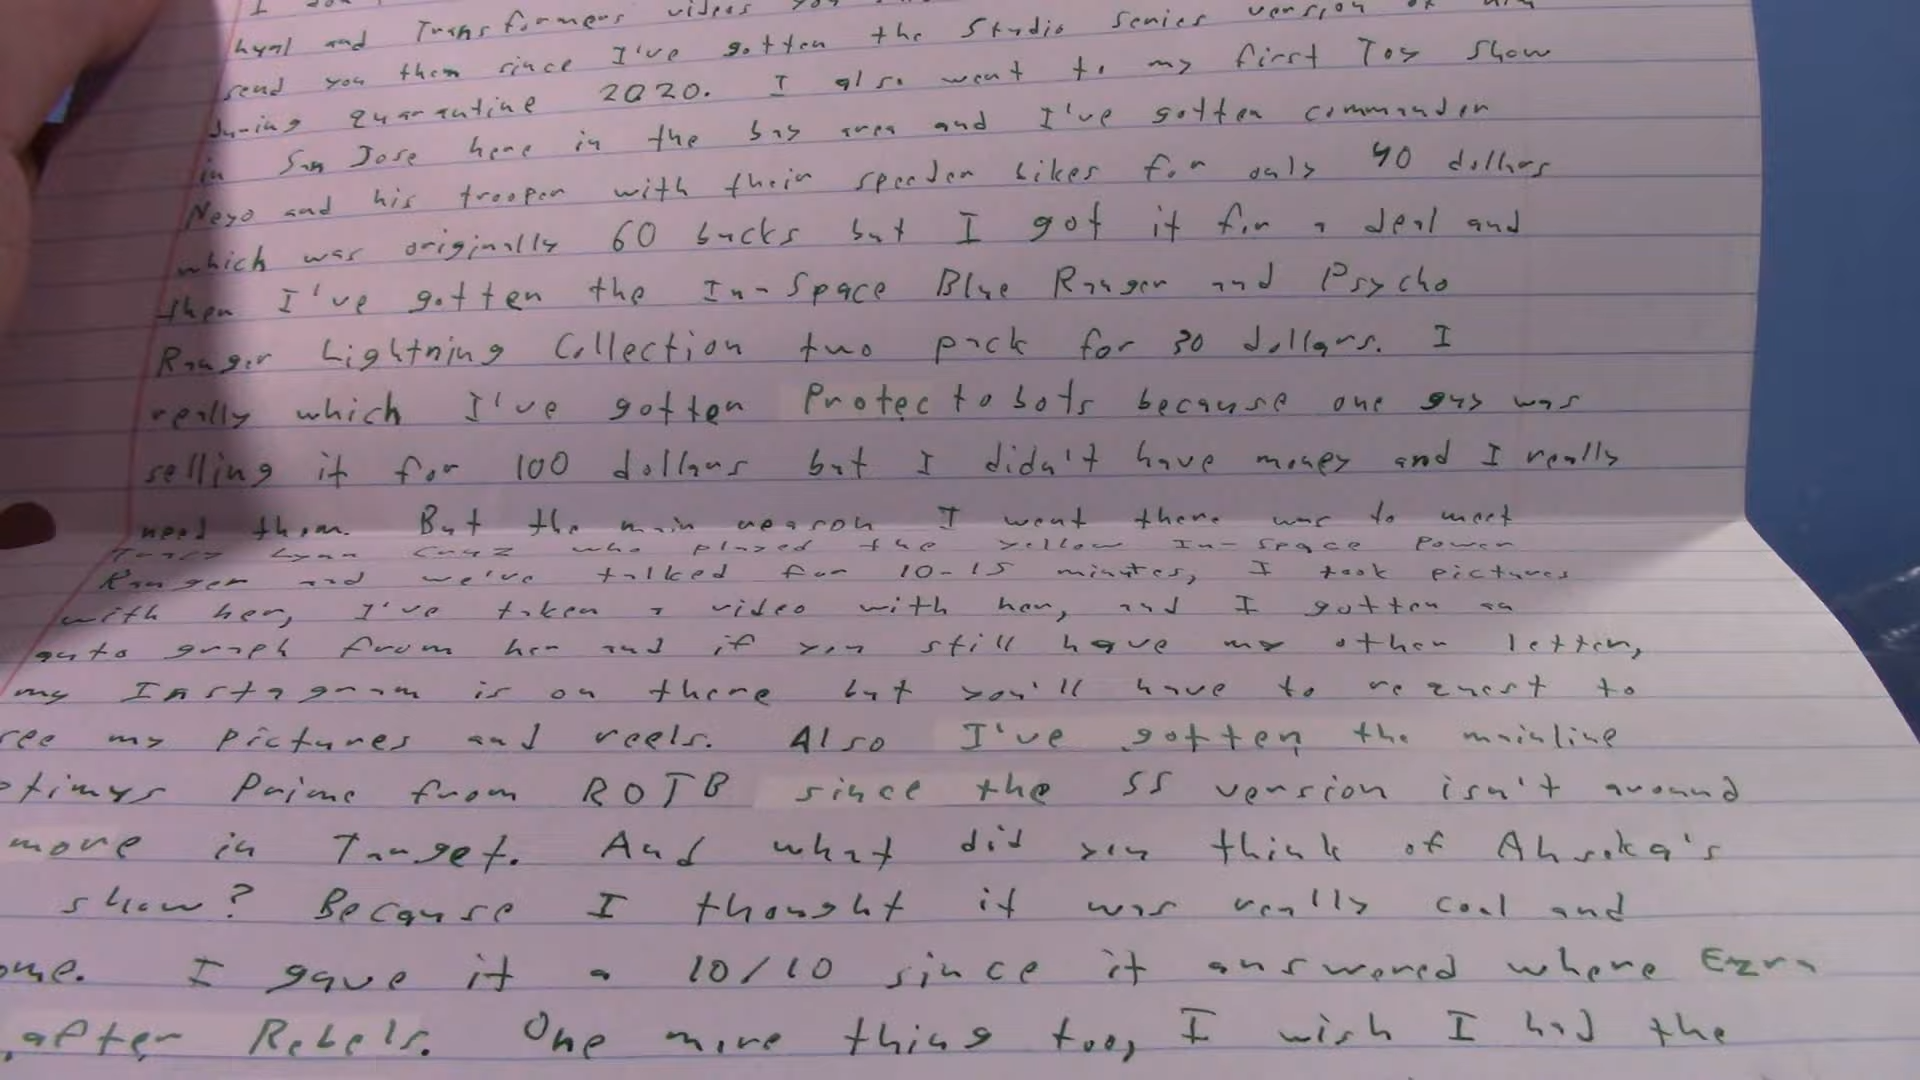 hyal and Transformers videos
send you them since I've gotten the Studio Series version
during quarantine 2020. I also went to my first Toy Show
in San Jose here in the bay area and I've gotten commander
Neyo and his trooper with their speeder bikes for only 40 dollars
which was originally 60 bucks but I got it for a deal and
then I've gotten the In-Space Blue Ranger and Psycho
Ranger Lightning Collection two pack for 30 dollars. I
really which I've gotten Protectobots because one guy was
selling it for 100 dollars but I didn't have money and I really
need them. But the main reason I went there was to meet
Tracy Lynn Cruz who played the yellow In-Space Power
Ranger and we've talked for 10-15 minutes, I took pictures
with her, I've taken a video with her, and I gotten an
auto graph from her and if you still have my other letter,
my Instagram is on there but you'll have to request to
see my pictures and reels. Also I've gotten the mainline
optimus Prime from ROTB since the SS version isn't around
more in Target. And what did you think of Ahsoka's
show? Because I thought it was really cool and
ome. I gave it a 10/10 since it answered where Ezra
after Rebels. One more thing too, I wish I had the